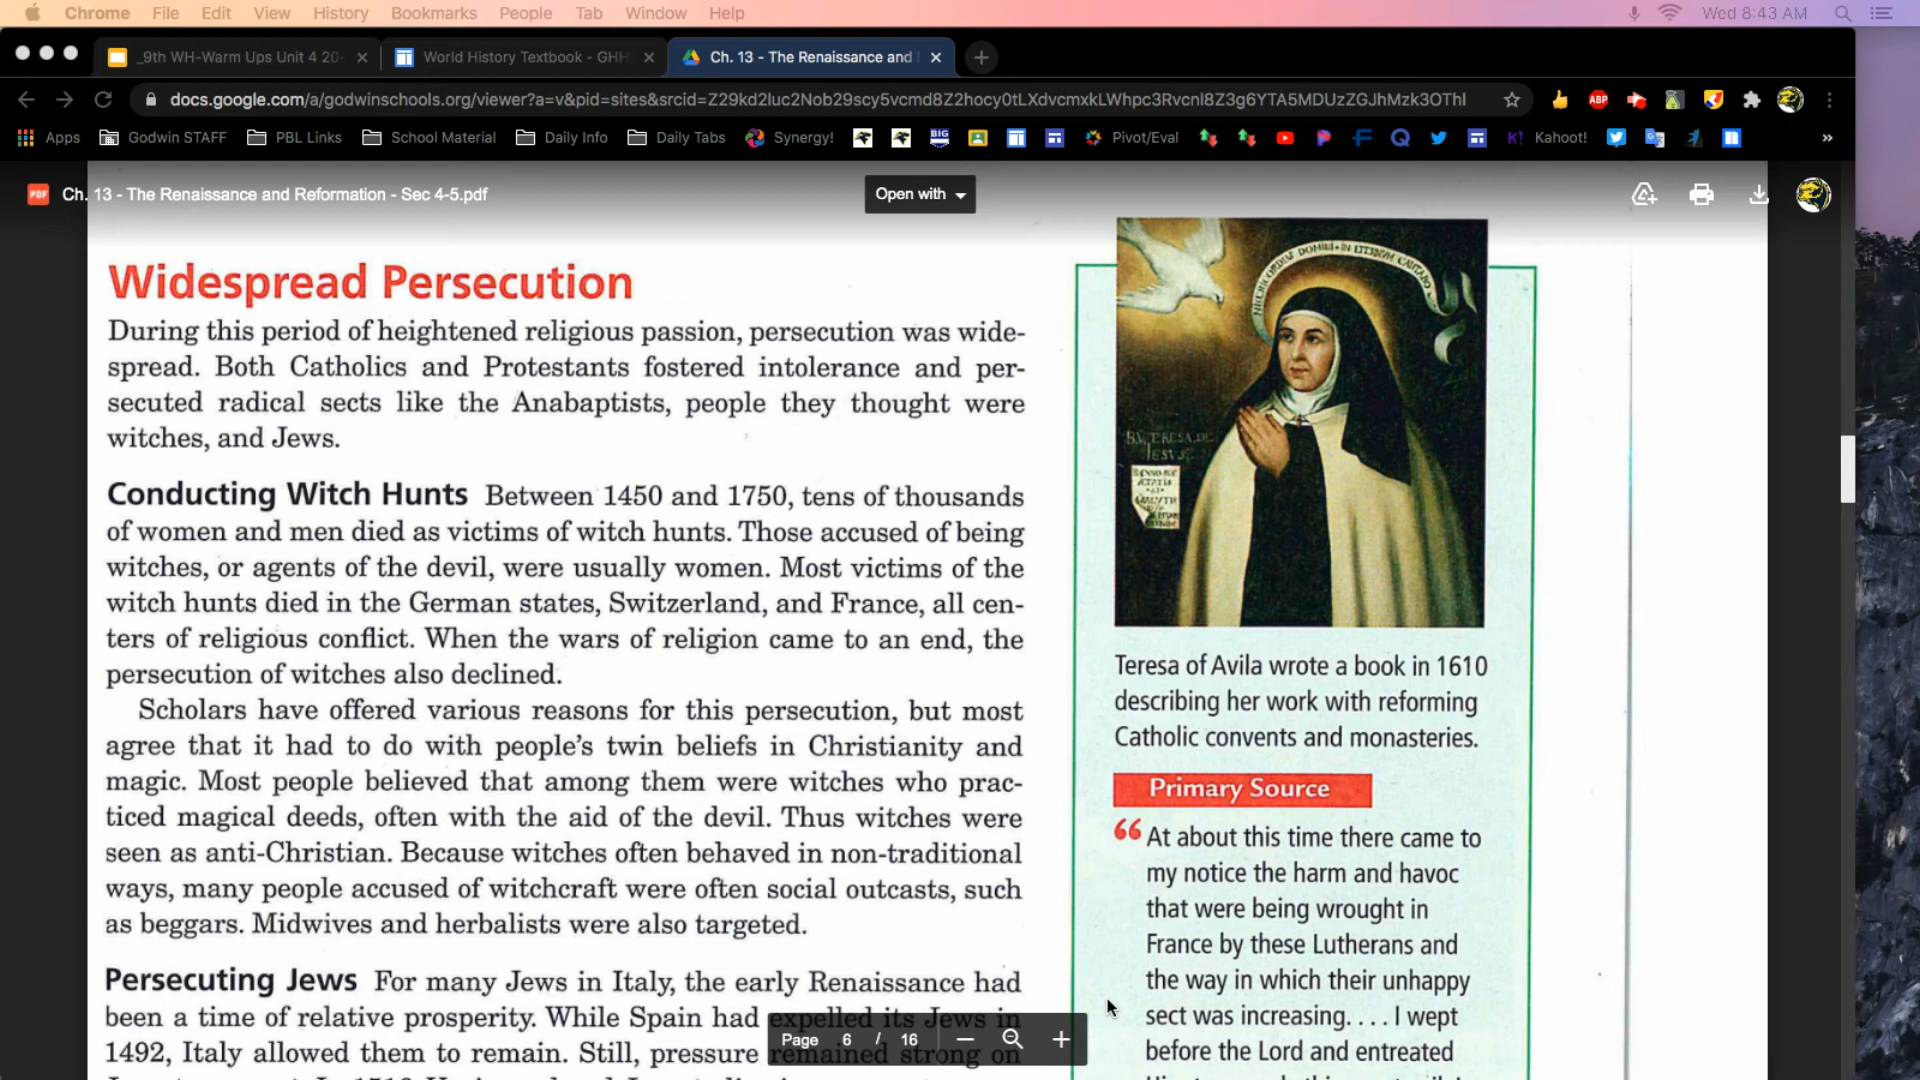 Chrome File Edit View History Bookmarks People Tab Window Help Wed 8:43 AM
_9th WH-Warm Ups Unit 4 20- World History Textbook - GHH Ch. 13 - The Renaissance and
docs.google.com/a/godwinschools.org/viewer?a=v&pid=sites&srcid=Z29kd2luc2Nob29scy5vcmd8Z2hocy0tLXdvcmxkLWhpc3Rvcnl8Z3g6YTA5MDUzZGJhMzk3OThl
Apps Godwin STAFF PBL Links School Material Daily Info Daily Tabs Synergy! BIG Pivot/Eval Kahoot! »
PDF Ch. 13 - The Renaissance and Reformation - Sec 4-5.pdf Open with
Widespread Persecution
During this period of heightened religious passion, persecution was wide-
spread. Both Catholics and Protestants fostered intolerance and per-
secuted radical sects like the Anabaptists, people they thought were
witches, and Jews.
Conducting Witch Hunts Between 1450 and 1750, tens of thousands
of women and men died as victims of witch hunts. Those accused of being
witches, or agents of the devil, were usually women. Most victims of the
witch hunts died in the German states, Switzerland, and France, all cen-
ters of religious conflict. When the wars of religion came to an end, the
persecution of witches also declined.
Scholars have offered various reasons for this persecution, but most
agree that it had to do with people's twin beliefs in Christianity and
magic. Most people believed that among them were witches who prac-
ticed magical deeds, often with the aid of the devil. Thus witches were
seen as anti-Christian. Because witches often behaved in non-traditional
ways, many people accused of witchcraft were often social outcasts, such
as beggars. Midwives and herbalists were also targeted.
Persecuting Jews For many Jews in Italy, the early Renaissance had
been a time of relative prosperity. While Spain had expelled its Jews in
1492, Italy allowed them to remain. Still, pressure remained strong on
Page 6 / 16
B.V. TERESA DE
IESVS
Teresa of Avila wrote a book in 1610
describing her work with reforming
Catholic convents and monasteries.
Primary Source
“ At about this time there came to
my notice the harm and havoc
that were being wrought in
France by these Lutherans and
the way in which their unhappy
sect was increasing. . . . I wept
before the Lord and entreated